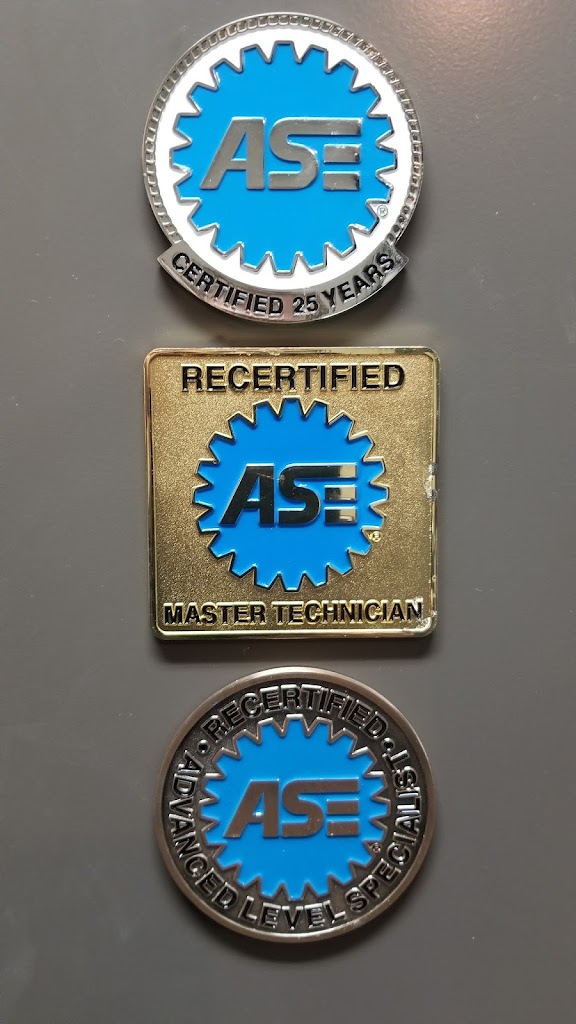 ASE
®
CERTIFIED 25 YEARS
RECERTIFIED
ASE
®
MASTER TECHNICIAN
• RECERTIFIED •
ASE
®
ADVANCED LEVEL SPECIALIST